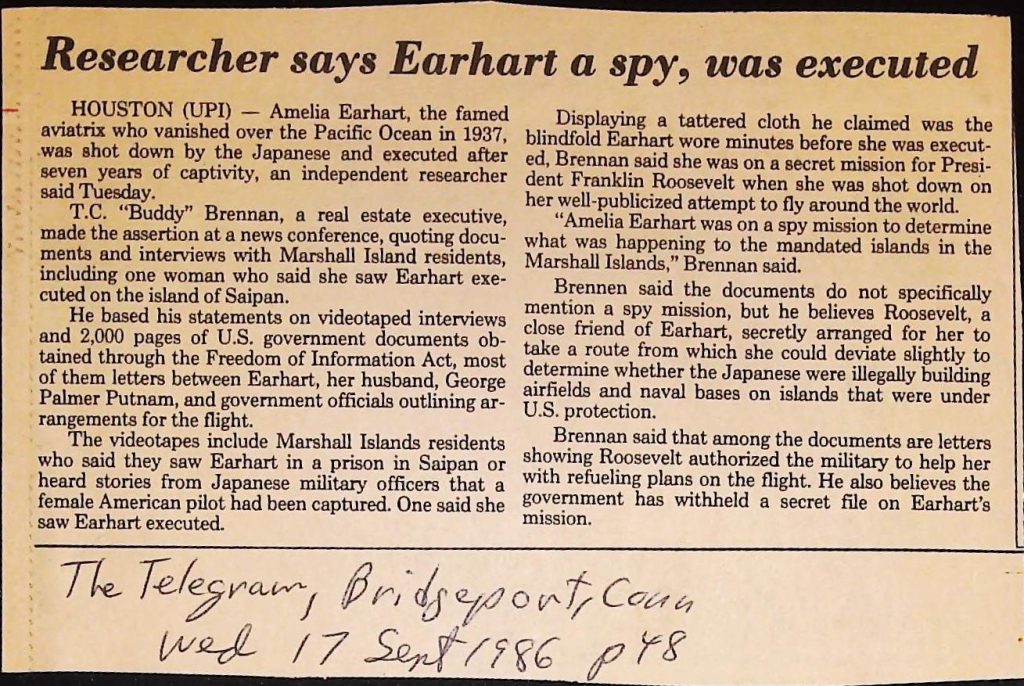 Researcher says Earhart a spy, was executed
HOUSTON (UPI) — Amelia Earhart, the famed
aviatrix who vanished over the Pacific Ocean in 1937,
was shot down by the Japanese and executed after
seven years of captivity, an independent researcher
said Tuesday.
T.C. “Buddy” Brennan, a real estate executive,
made the assertion at a news conference, quoting docu-
ments and interviews with Marshall Island residents,
including one woman who said she saw Earhart exe-
cuted on the island of Saipan.
He based his statements on videotaped interviews
and 2,000 pages of U.S. government documents ob-
tained through the Freedom of Information Act, most
of them letters between Earhart, her husband, George
Palmer Putnam, and government officials outlining ar-
rangements for the flight.
The videotapes include Marshall Islands residents
who said they saw Earhart in a prison in Saipan or
heard stories from Japanese military officers that a
female American pilot had been captured. One said she
saw Earhart executed.
Displaying a tattered cloth he claimed was the
blindfold Earhart wore minutes before she was execut-
ed, Brennan said she was on a secret mission for Presi-
dent Franklin Roosevelt when she was shot down on
her well-publicized attempt to fly around the world.
“Amelia Earhart was on a spy mission to determine
what was happening to the mandated islands in the
Marshall Islands,” Brennan said.
Brennen said the documents do not specifically
mention a spy mission, but he believes Roosevelt, a
close friend of Earhart, secretly arranged for her to
take a route from which she could deviate slightly to
determine whether the Japanese were illegally building
airfields and naval bases on islands that were under
U.S. protection.
Brennan said that among the documents are letters
showing Roosevelt authorized the military to help her
with refueling plans on the flight. He also believes the
government has withheld a secret file on Earhart’s
mission.
The Telegram, Bridgeport, Conn
Wed 17 Sept 1986 p48